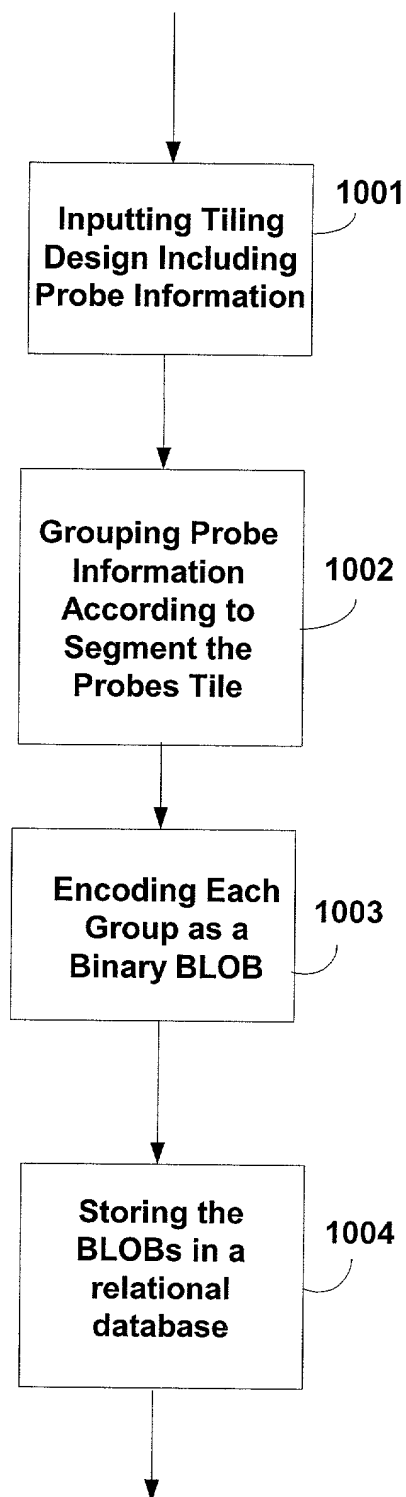 1001
Inputting Tiling
Design Including
Probe Information
Grouping Probe
Information
According to
Segment the
Probes Tile
1002
Encoding Each
Group as a
Binary BLOB
1003
Storing the
BLOBs in a
relational
database
1004